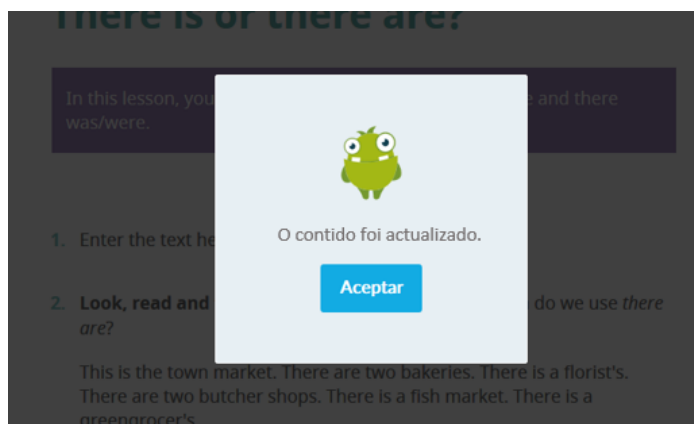 There is or there are?
In this lesson, you e and there
was/were.
1. Enter the text he
2. Look, read and do we use there
are?
This is the town market. There are two bakeries. There is a florist's.
There are two butcher shops. There is a fish market. There is a
greengrocer's
O contido foi actualizado.
Aceptar